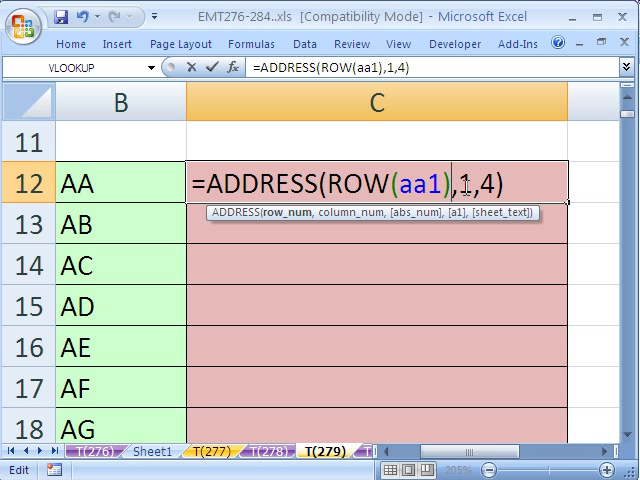 EMT276-284..xls [Compatibility Mode] - Microsoft Excel
Home Insert Page Layout Formulas Data Review View Developer Add-Ins
VLOOKUP =ADDRESS(ROW(aa1),1,4)
B C
11
12 AA =ADDRESS(ROW(aa1),1,4)
ADDRESS(row_num, column_num, [abs_num], [a1], [sheet_text])
13 AB
14 AC
15 AD
16 AE
17 AF
18 AG
T(276) Sheet1 T(277) T(278) T(279)
Edit 205%